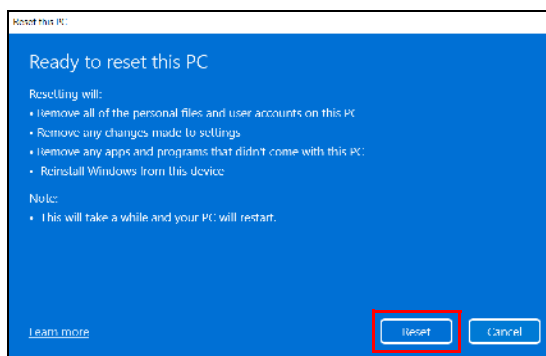 Reset this PC
Ready to reset this PC
Resetting will:
• Remove all of the personal files and user accounts on this PC
• Remove any changes made to settings
• Remove any apps and programs that didn't come with this PC
• Reinstall Windows from this device
Note:
• This will take a while and your PC will restart.
Learn more
Reset
Cancel